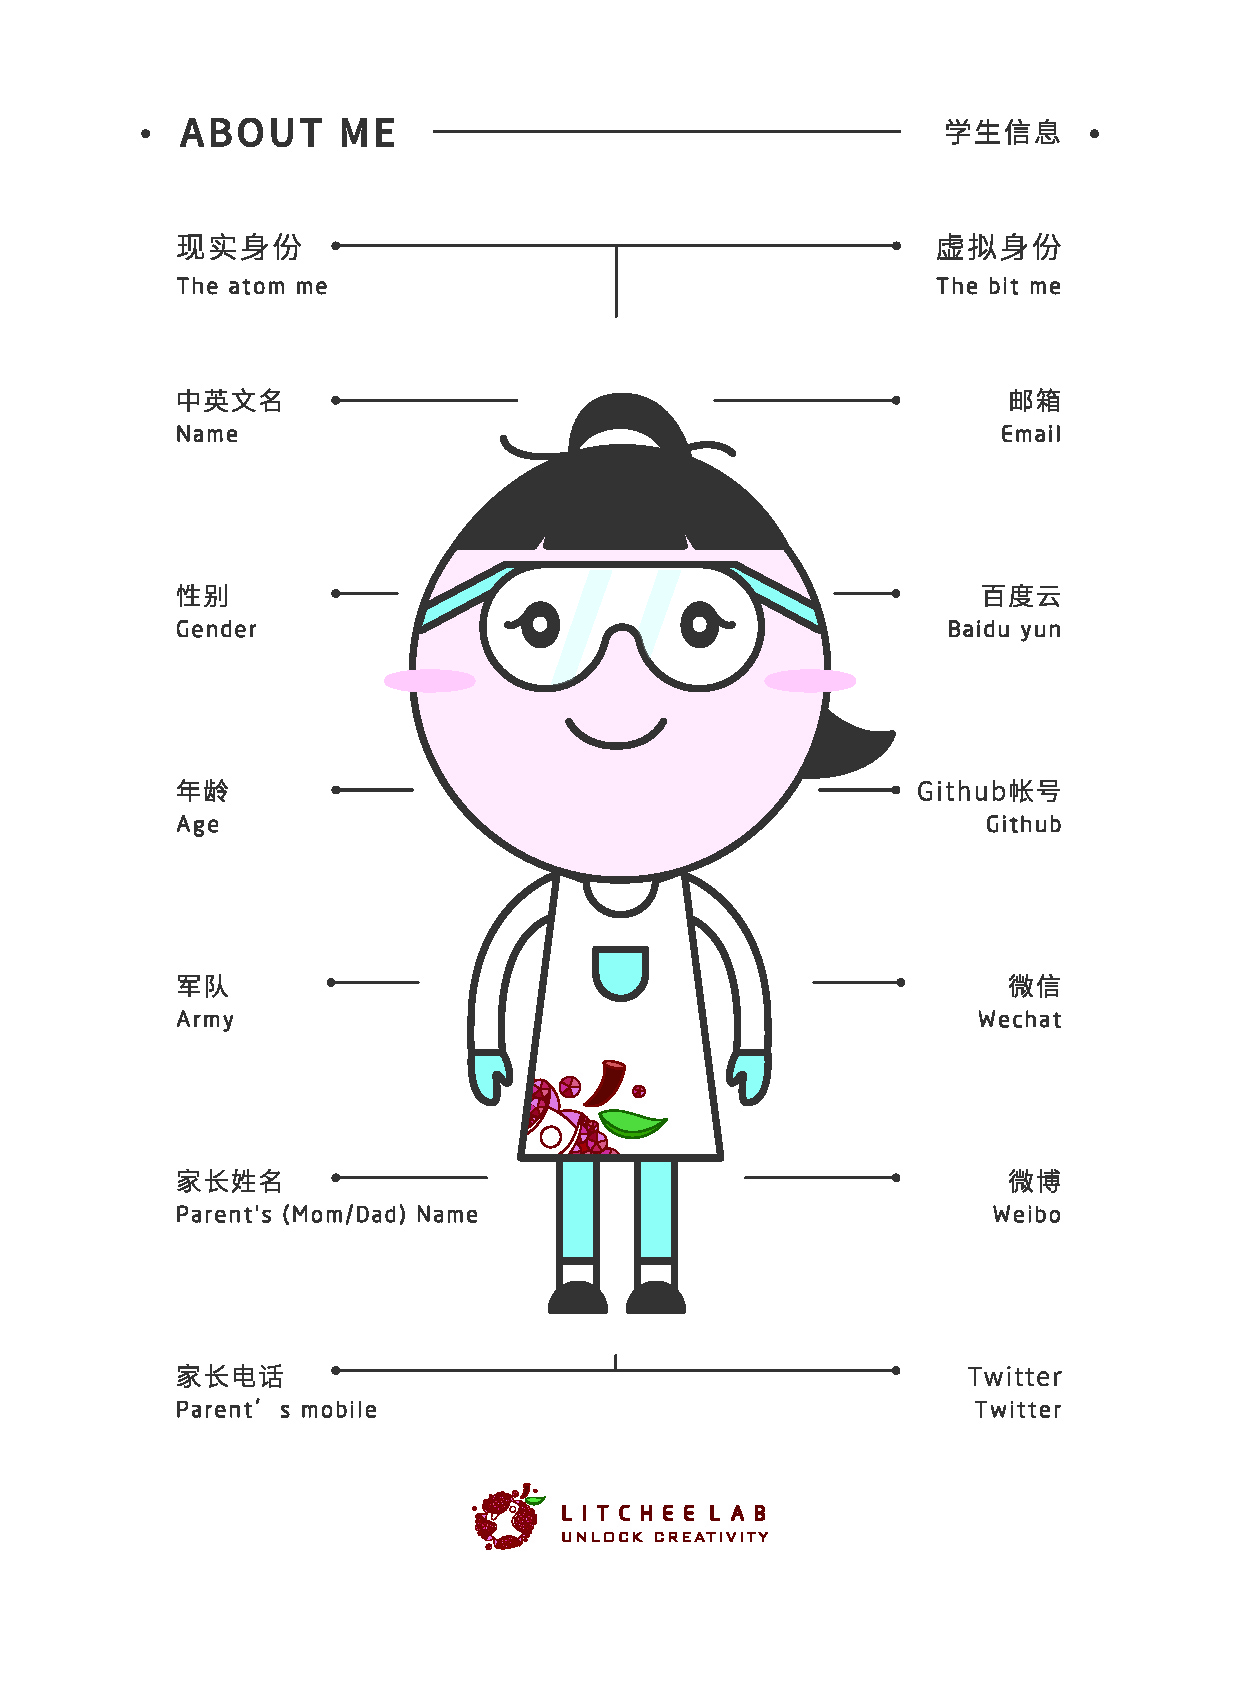 ABOUT ME
学生信息
现实身份
The atom me
虚拟身份
The bit me
中英文名
Name
邮箱
Email
性别
Gender
百度云
Baidu yun
年龄
Age
Github帐号
Github
军队
Army
微信
Wechat
家长姓名
Parent's (Mom/Dad) Name
微博
Weibo
家长电话
Parent's mobile
Twitter
Twitter
LITCHEE LAB
UNLOCK CREATIVITY